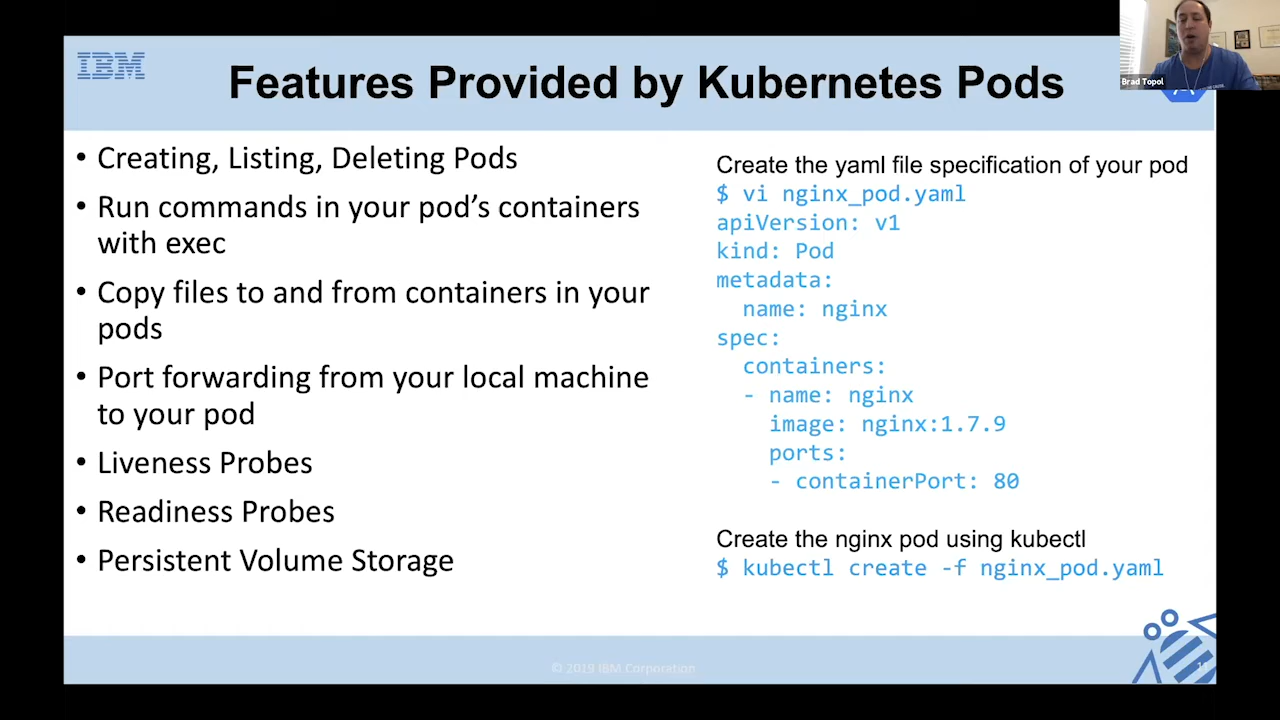 IBM
Features Provided by Kubernetes Pods
Brad Topol
• Creating, Listing, Deleting Pods
• Run commands in your pod’s containers
with exec
• Copy files to and from containers in your
pods
• Port forwarding from your local machine
to your pod
• Liveness Probes
• Readiness Probes
• Persistent Volume Storage
Create the yaml file specification of your pod
$ vi nginx_pod.yaml
apiVersion: v1
kind: Pod
metadata:
  name: nginx
spec:
  containers:
  - name: nginx
    image: nginx:1.7.9
    ports:
    - containerPort: 80
Create the nginx pod using kubectl
$ kubectl create -f nginx_pod.yaml
© 2019 IBM Corporation
11